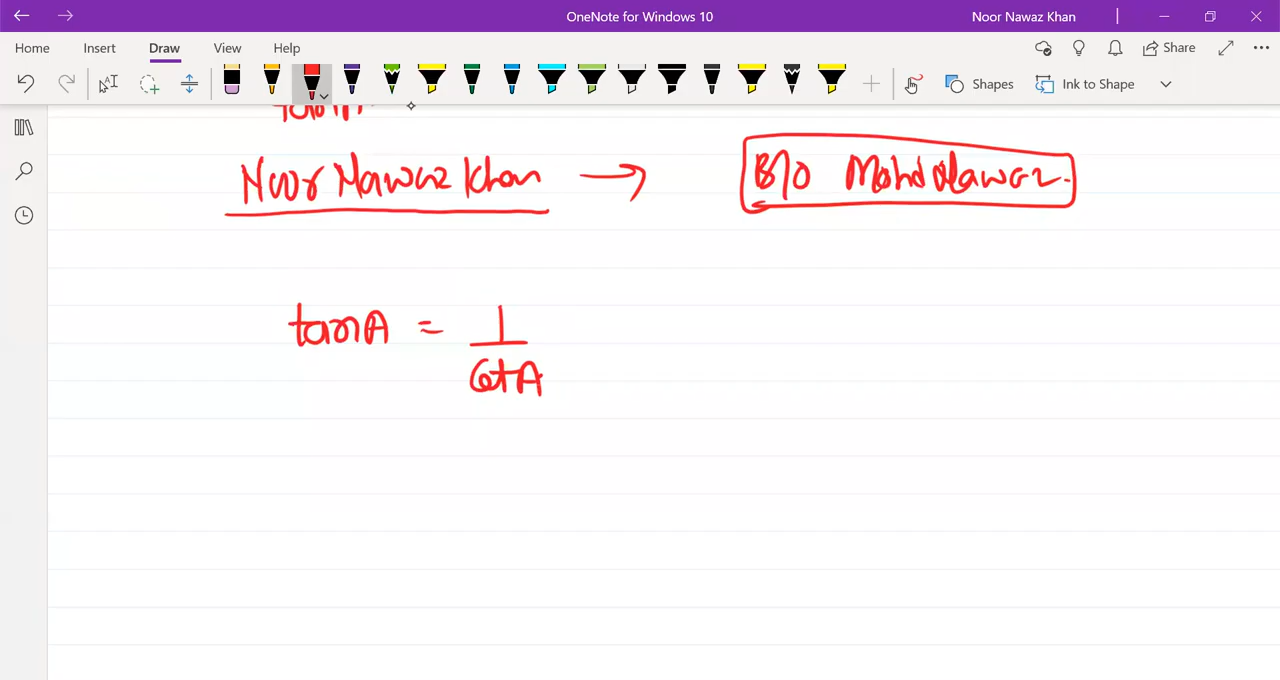 OneNote for Windows 10
Noor Nawaz Khan
Home Insert Draw View Help
Share
Shapes Ink to Shape
tanA
Noor Nawaz Khan → B/O Mohd Nawaz.
tanA = 1
CotA